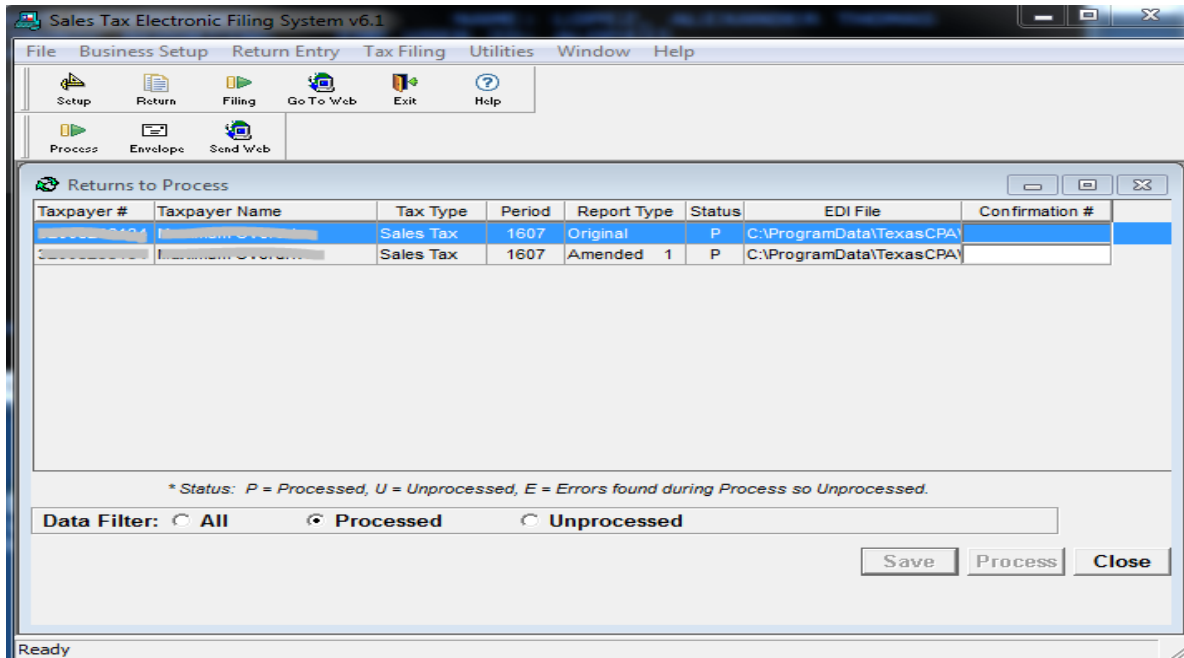 Sales Tax Electronic Filing System v6.1
File Business Setup Return Entry Tax Filing Utilities Window Help
Setup Return Filing Go To Web Exit Help
Process Envelope Send Web
Returns to Process
Taxpayer # Taxpayer Name Tax Type Period Report Type Status EDI File Confirmation #
Sales Tax 1607 Original P C:\ProgramData\TexasCPA\
Sales Tax 1607 Amended 1 P C:\ProgramData\TexasCPA\
* Status: P = Processed, U = Unprocessed, E = Errors found during Process so Unprocessed.
Data Filter: All Processed Unprocessed
Save Process Close
Ready